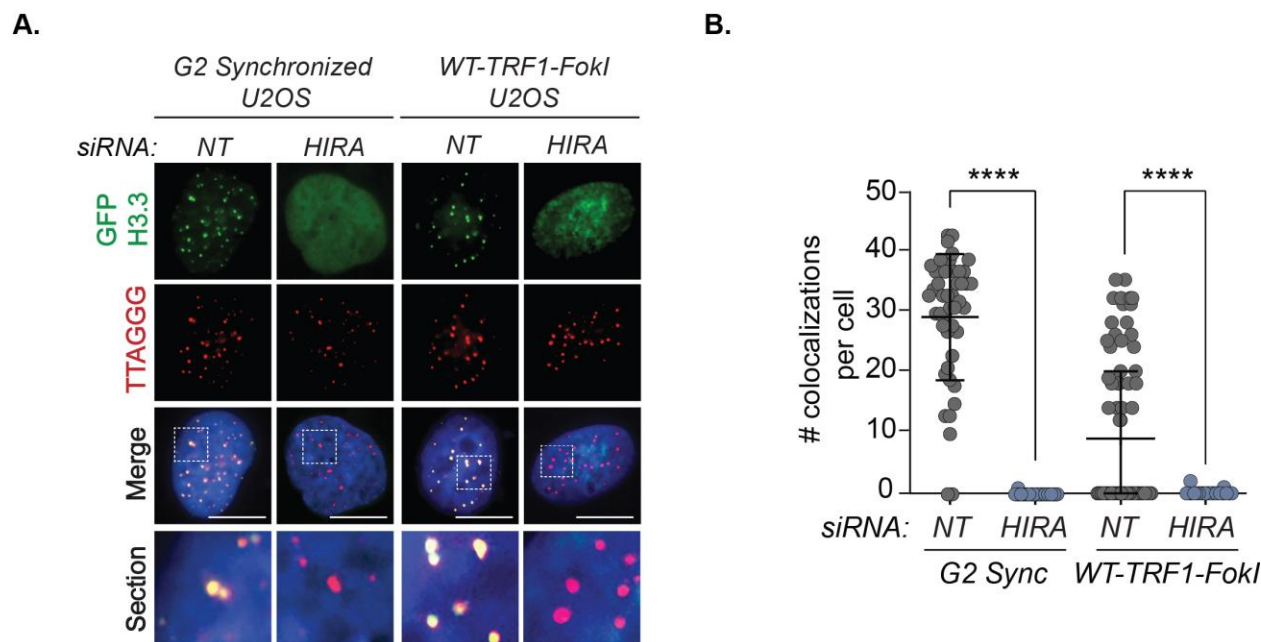 A.
G2 Synchronized
U2OS
WT-TRF1-FokI
U2OS
siRNA: NT HIRA NT HIRA
GFP
H3.3
TTAGGG
Merge
Section
B.
# colocalizations
per cell
50
40
30
20
10
0
****
****
siRNA: NT HIRA NT HIRA
G2 Sync WT-TRF1-FokI